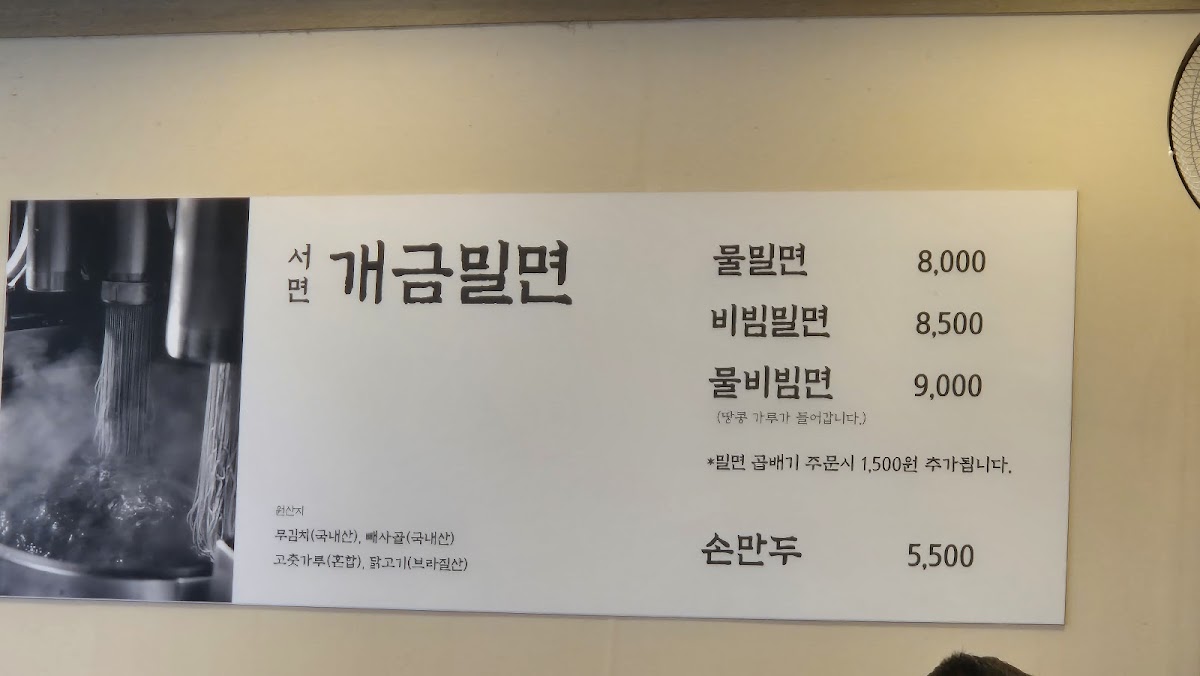 서면 개금밀면
물밀면 8,000
비빔밀면 8,500
물비빔면 9,000
(땅콩 가루가 들어갑니다.)
*밀면 곱배기 주문시 1,500원 추가됩니다.
손만두 5,500
원산지
무김치(국내산), 빼사골(국내산)
고춧가루(혼합), 닭고기(브라질산)